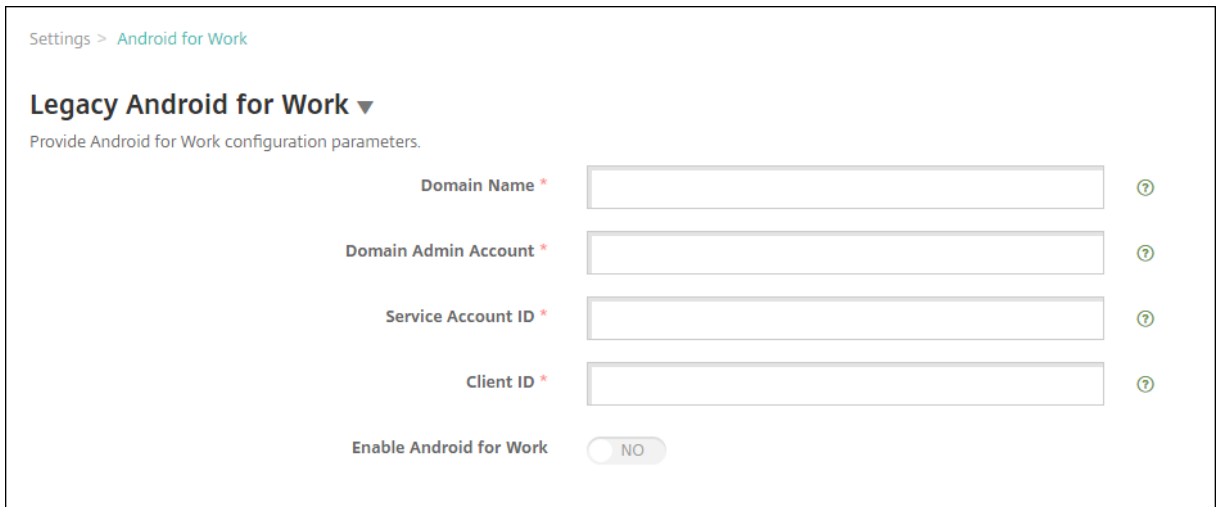 Settings > Android for Work
Legacy Android for Work ▼
Provide Android for Work configuration parameters.
Domain Name *
?
Domain Admin Account *
?
Service Account ID *
?
Client ID *
?
Enable Android for Work NO